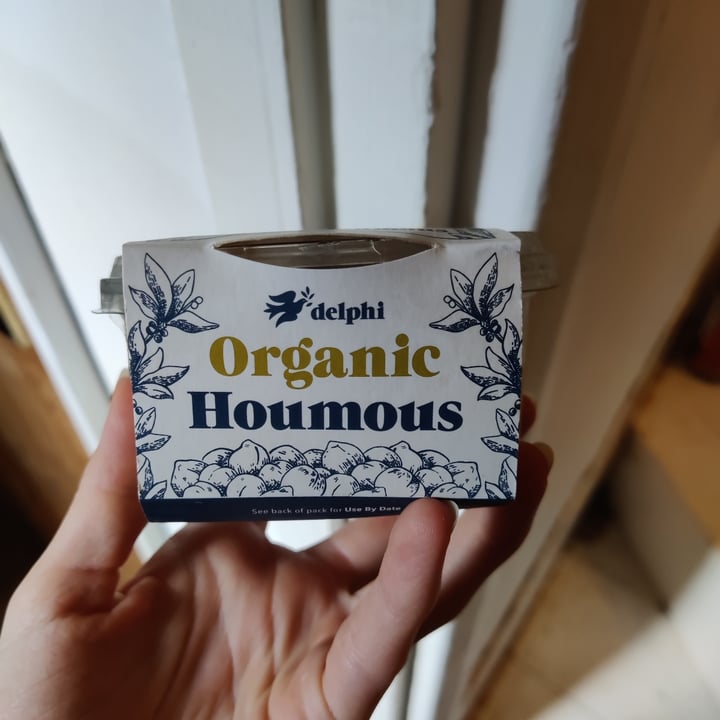 delphi
Organic
Houmous
See back of pack for Use By Date